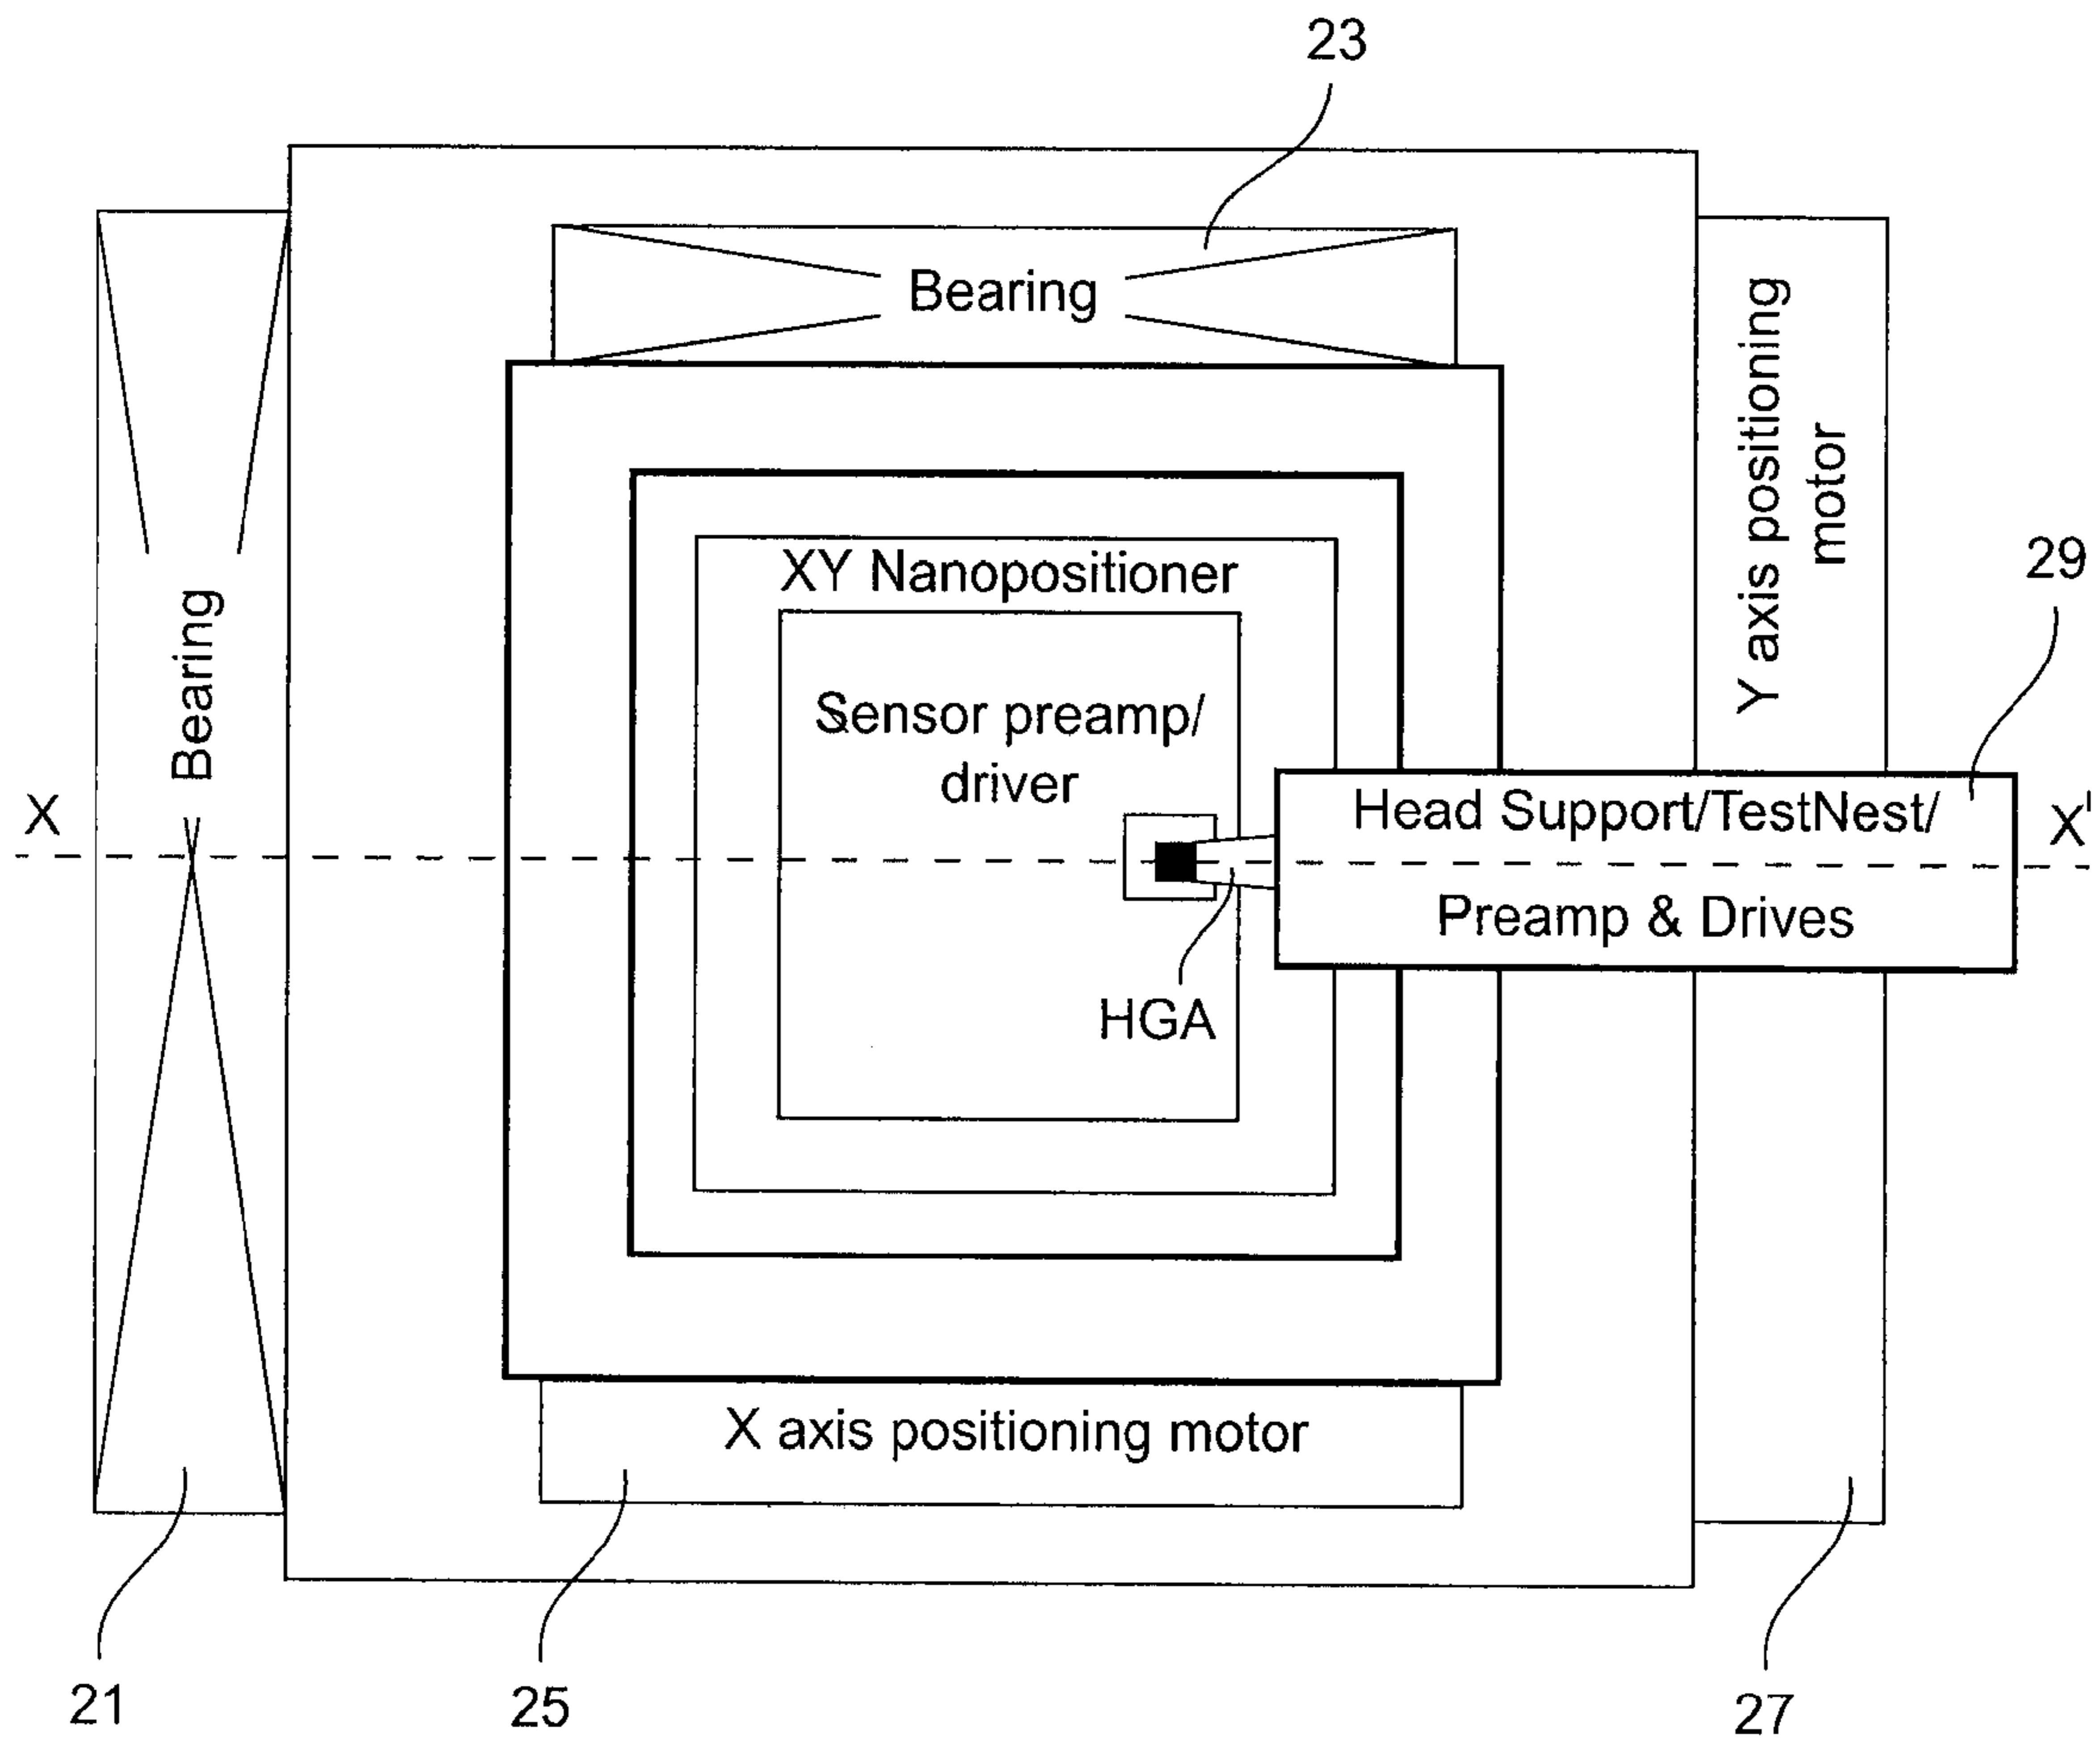 23
Bearing
Y axis positioning
motor
29
XY Nanopositioner
Bearing
Sensor preamp/
driver
X
Head Support/TestNest/
X'
Preamp & Drives
HGA
X axis positioning motor
21
25
27